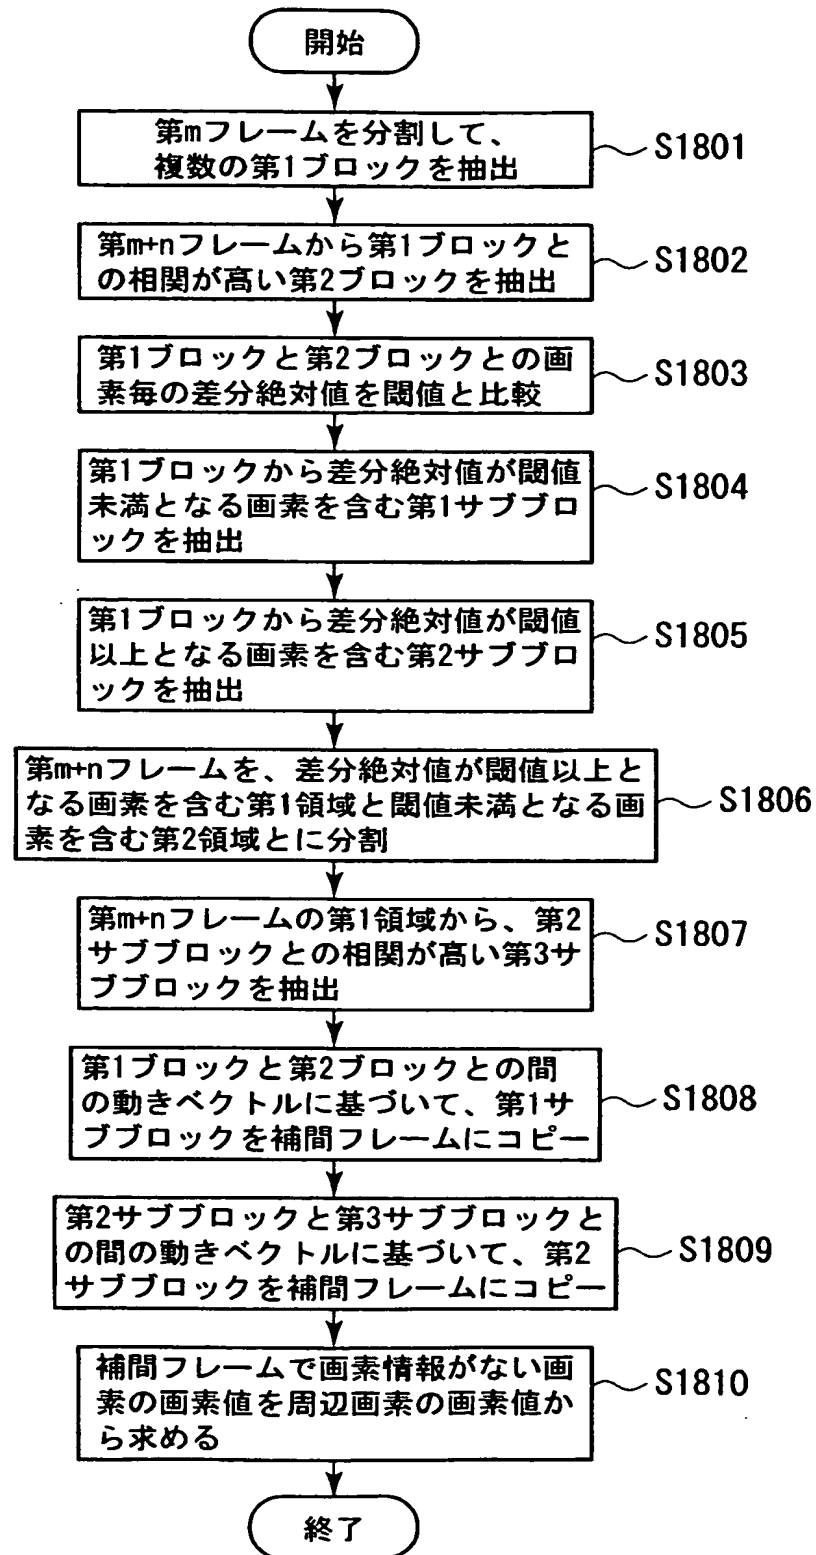 開始
第mフレームを分割して、
複数の第1ブロックを抽出
S1801
第m+nフレームから第1ブロックと
の相関が高い第2ブロックを抽出
S1802
第1ブロックと第2ブロックとの画
素毎の差分絶対値を閾値と比較
S1803
第1ブロックから差分絶対値が閾値
未満となる画素を含む第1サブブロ
ックを抽出
S1804
第1ブロックから差分絶対値が閾値
以上となる画素を含む第2サブブロ
ックを抽出
S1805
第m+nフレームを、差分絶対値が閾値以上と
なる画素を含む第1領域と閾値未満となる画
素を含む第2領域とに分割
S1806
第m+nフレームの第1領域から、第2
サブブロックとの相関が高い第3サ
ブブロックを抽出
S1807
第1ブロックと第2ブロックとの間
の動きベクトルに基づいて、第1サ
ブブロックを補間フレームにコピー
S1808
第2サブブロックと第3サブブロックと
の間の動きベクトルに基づいて、第2
サブブロックを補間フレームにコピー
S1809
補間フレームで画素情報がない画
素の画素値を周辺画素の画素値か
ら求める
S1810
終了